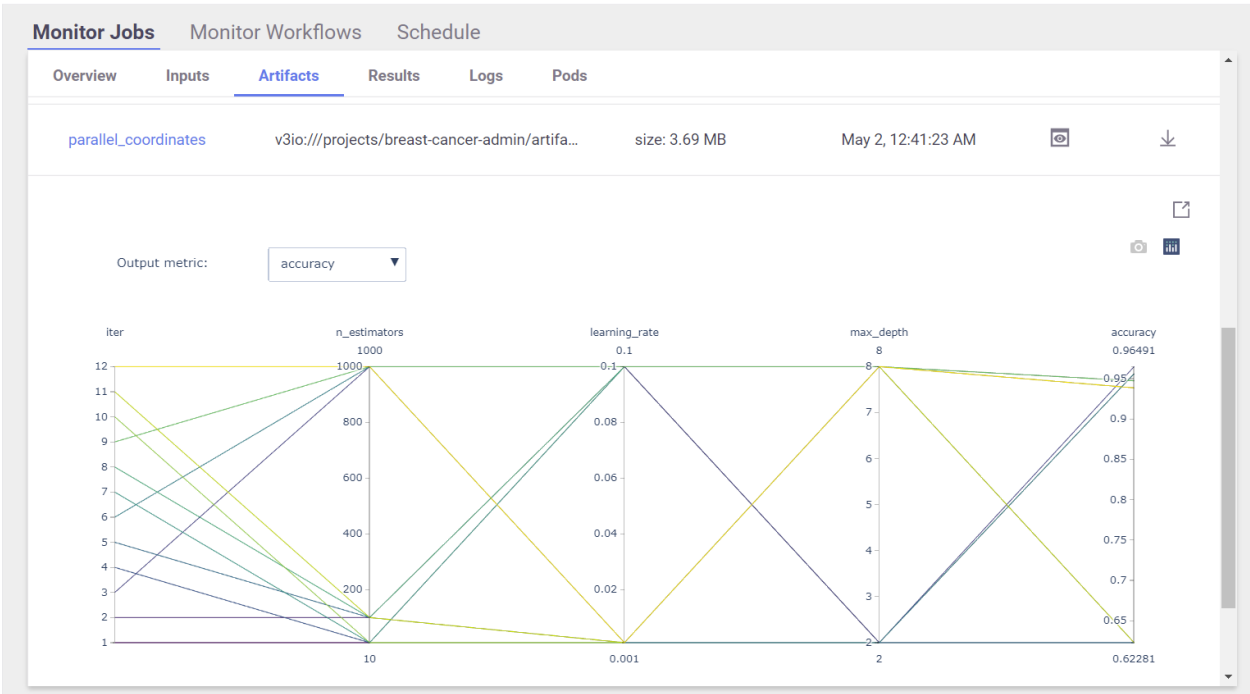 Monitor Jobs Monitor Workflows Schedule
Overview Inputs Artifacts Results Logs Pods
parallel_coordinates v3io:///projects/breast-cancer-admin/artifa... size: 3.69 MB May 2, 12:41:23 AM
Output metric: accuracy
iter n_estimators learning_rate max_depth accuracy
1000 0.1 8 0.96491
12 1000 0.1 8
11 0.95
10 800 0.08 7 0.9
9
8 600 0.06 6 0.85
7
6 5 0.8
5 400 0.04 0.75
4 4
3 200 0.02 3 0.7
2 0.65
1 2
10 0.001 2 0.62281